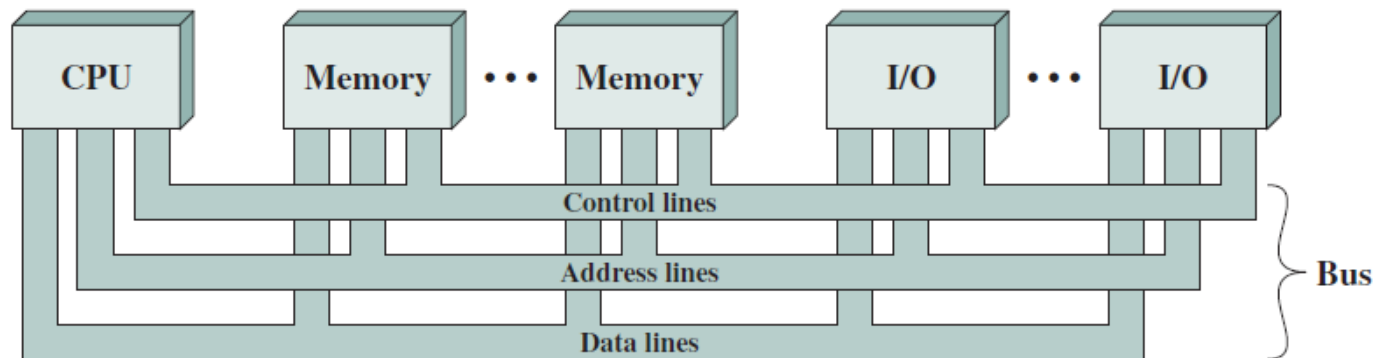 CPU Memory ••• Memory I/O ••• I/O
Control lines
Address lines
Bus
Data lines